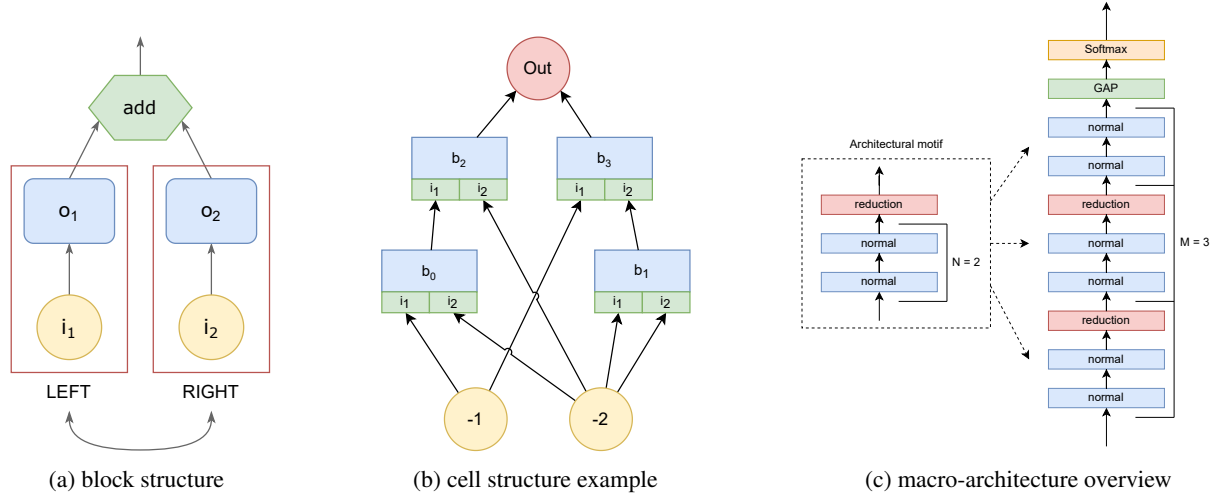 add
o₁ o₂
i₁ i₂
LEFT RIGHT
(a) block structure
Out
b₂ b₃
i₁ i₂ i₁ i₂
b₀ b₁
i₁ i₂ i₁ i₂
-1 -2
(b) cell structure example
Architectural motif
reduction
normal
N = 2
normal
Softmax
GAP
normal
normal
reduction
normal
M = 3
normal
reduction
normal
normal
(c) macro-architecture overview